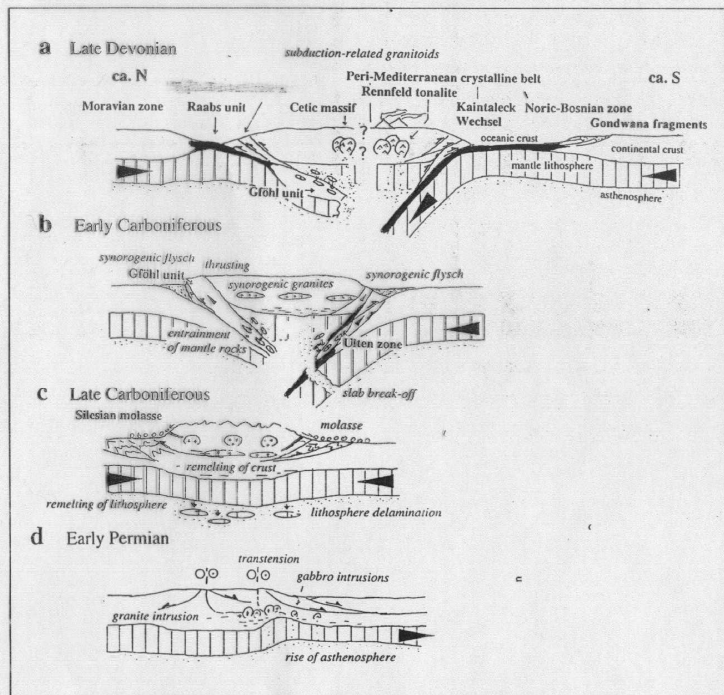 a Late Devonian
subduction-related granitoids
ca. N
Peri-Mediterranean crystalline belt
ca. S
Rennfeld tonalite
Moravian zone
Raabs unit
Cetic massif
Kaintaleck
Noric-Bosnian zone
Wechsel
Gondwana fragments
?
oceanic crust
? ?
continental crust
mantle lithosphere
Gföhl unit
asthenosphere
b Early Carboniferous
synorogenic flysch
thrusting
synorogenic flysch
Gföhl unit
synorogenic granites
entrainment
of mantle rocks
Ulten zone
slab break-off
c Late Carboniferous
Silesian molasse
molasse
remelting of crust
remelting of lithosphere
lithosphere delamination
d Early Permian
transtension
gabbro intrusions
granite intrusion
rise of asthenosphere